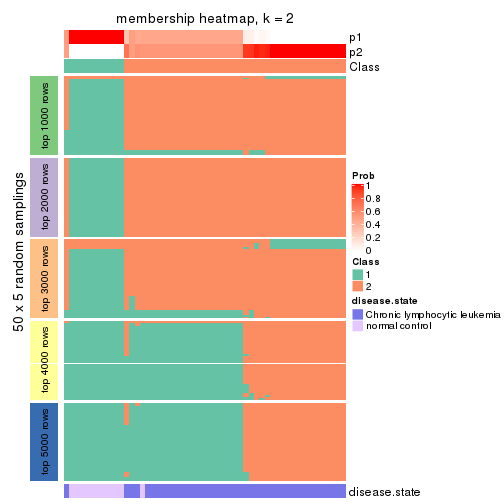 membership heatmap, k = 2
p1
p2
Class
50 x 5 random samplings
top 1000 rows
top 2000 rows
top 3000 rows
top 4000 rows
top 5000 rows
Prob
1
0.8
0.6
0.4
0.2
0
Class
1
2
disease.state
Chronic lymphocytic leukemia
normal control
disease.state